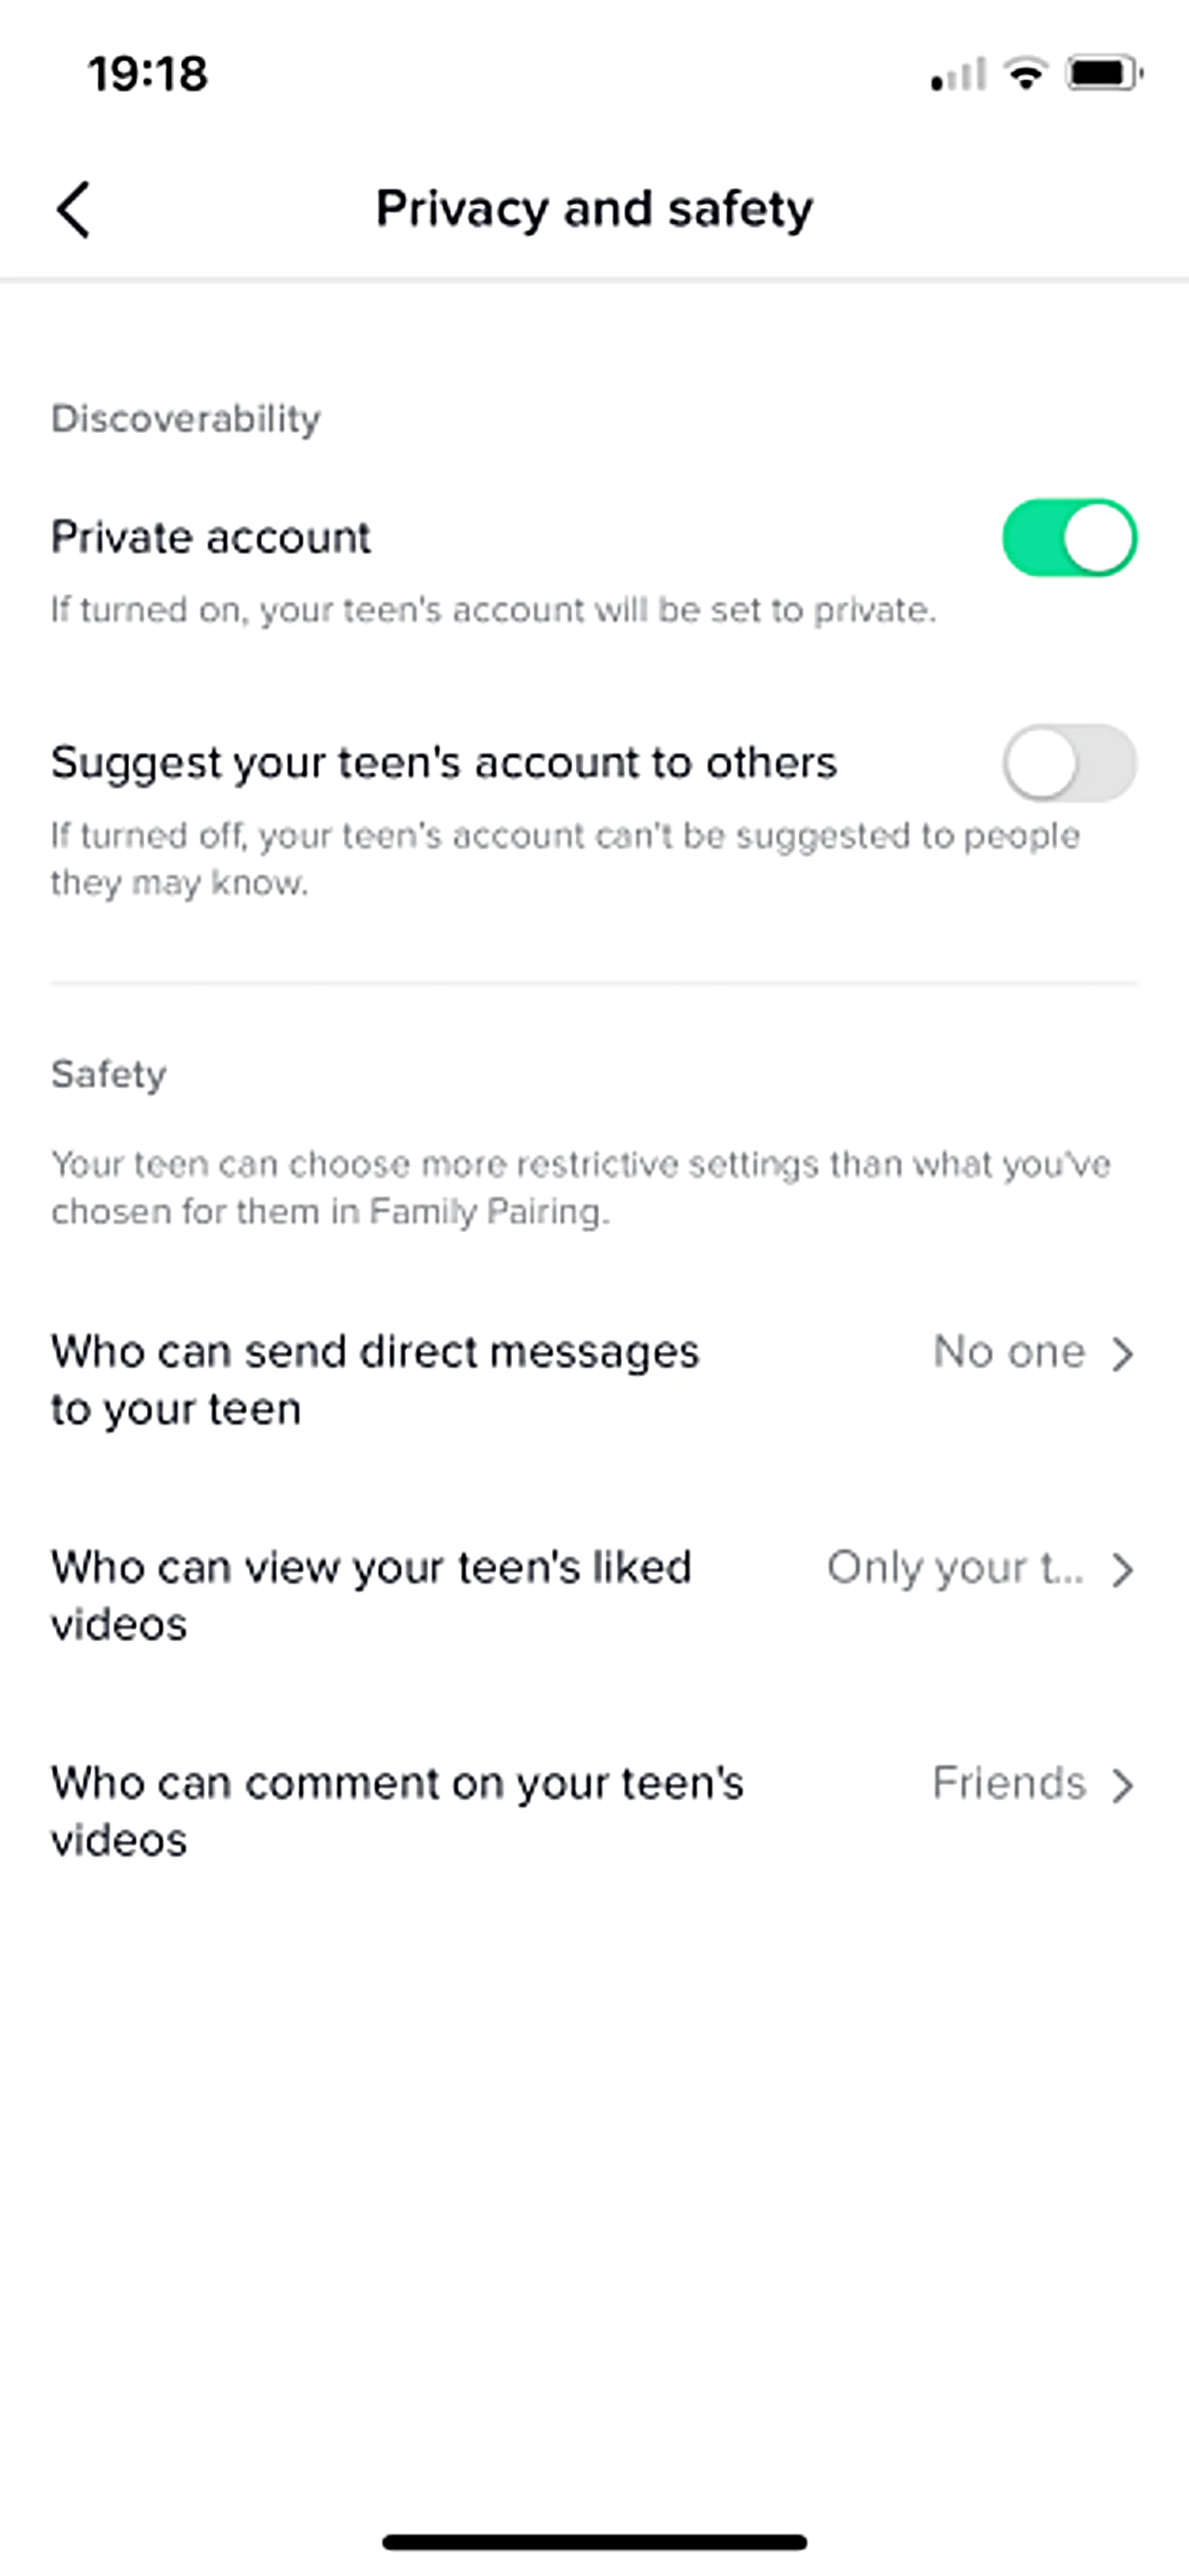 19:18
Privacy and safety
Discoverability
Private account
If turned on, your teen's account will be set to private.
Suggest your teen's account to others
If turned off, your teen's account can't be suggested to people
they may know.
Safety
Your teen can choose more restrictive settings than what you've
chosen for them in Family Pairing.
Who can send direct messages
to your teen
No one
Who can view your teen's liked
videos
Only your t...
Who can comment on your teen's
videos
Friends